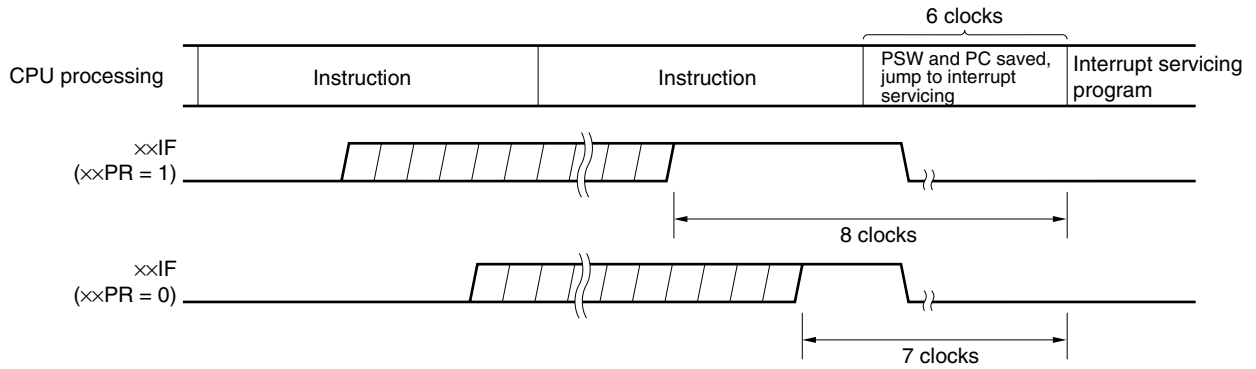 6 clocks
CPU processing
Instruction
Instruction
PSW and PC saved,
jump to interrupt
servicing
Interrupt servicing
program
××IF
(××PR = 1)
8 clocks
××IF
(××PR = 0)
7 clocks